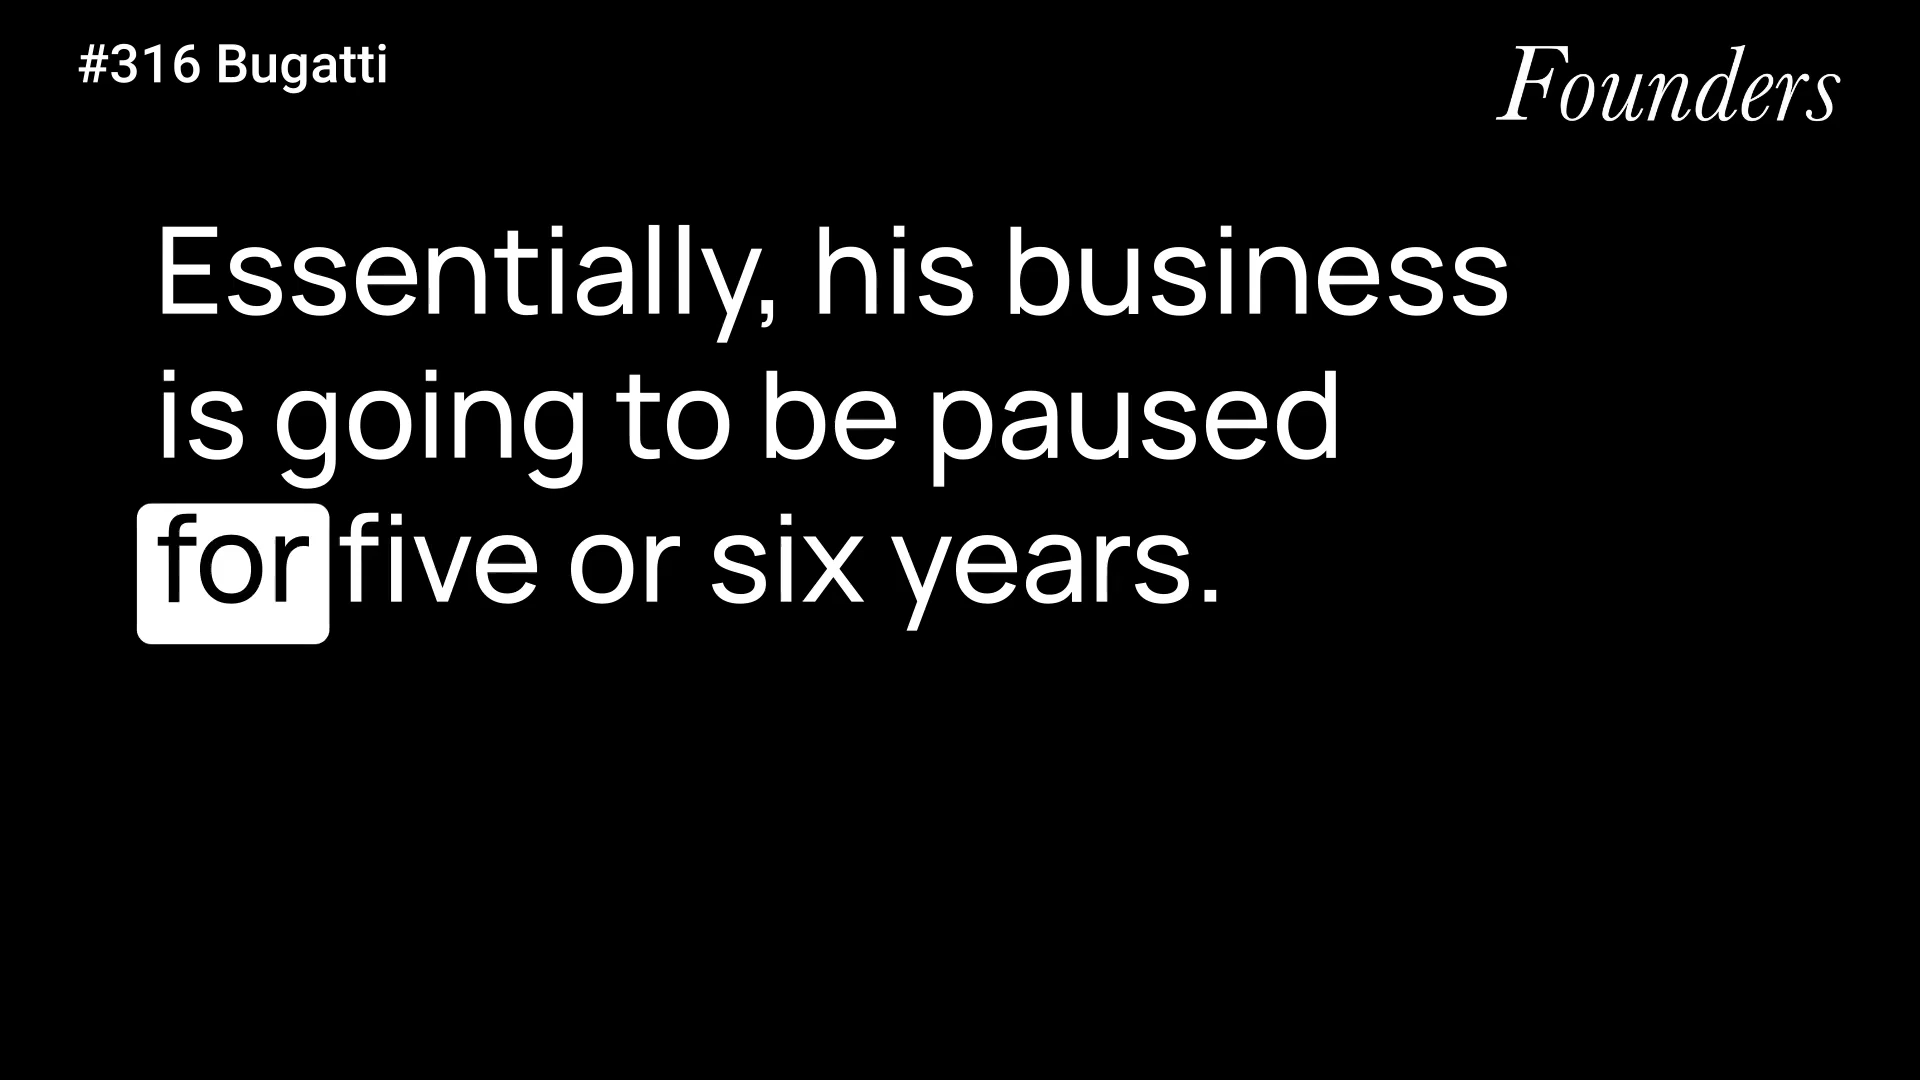 #316 Bugatti
Founders
Essentially, his business
is going to be paused
for five or six years.